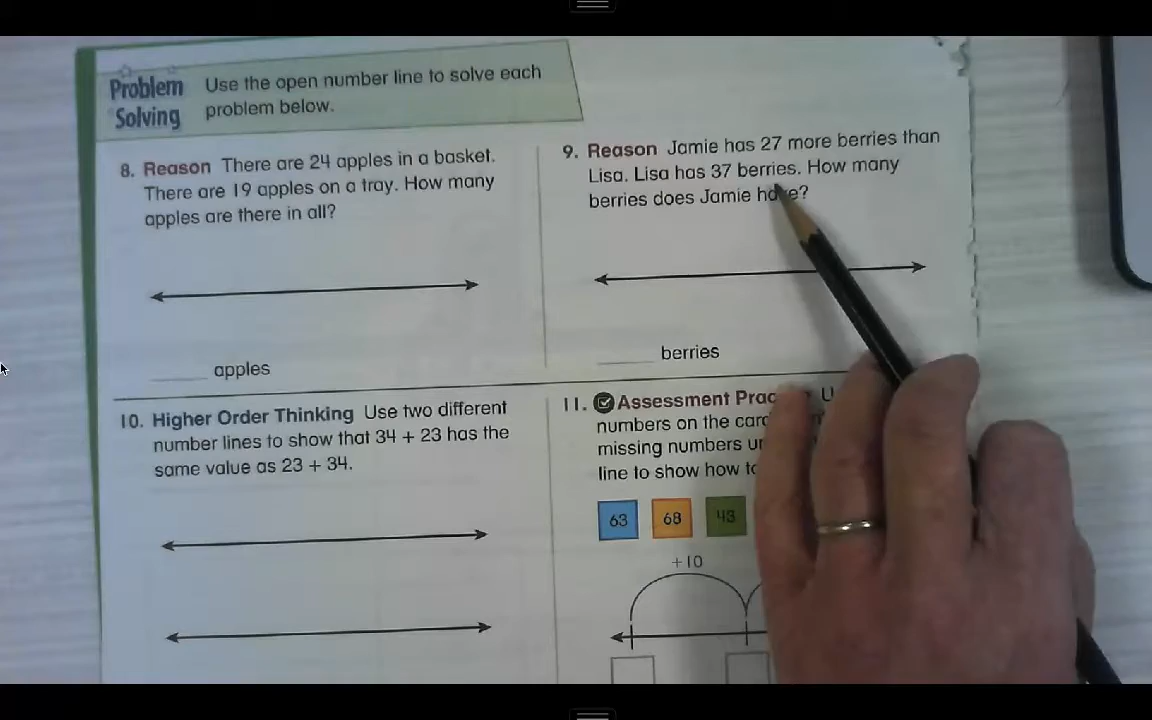 Problem
Solving
Use the open number line to solve each
problem below.
8. Reason There are 24 apples in a basket.
There are 19 apples on a tray. How many
apples are there in all?
apples
9. Reason Jamie has 27 more berries than
Lisa. Lisa has 37 berries. How many
berries does Jamie have?
berries
10. Higher Order Thinking Use two different
number lines to show that 34 + 23 has the
same value as 23 + 34.
11. Assessment
numbers on the
missing numbers
line to show how
63 68 43
+10